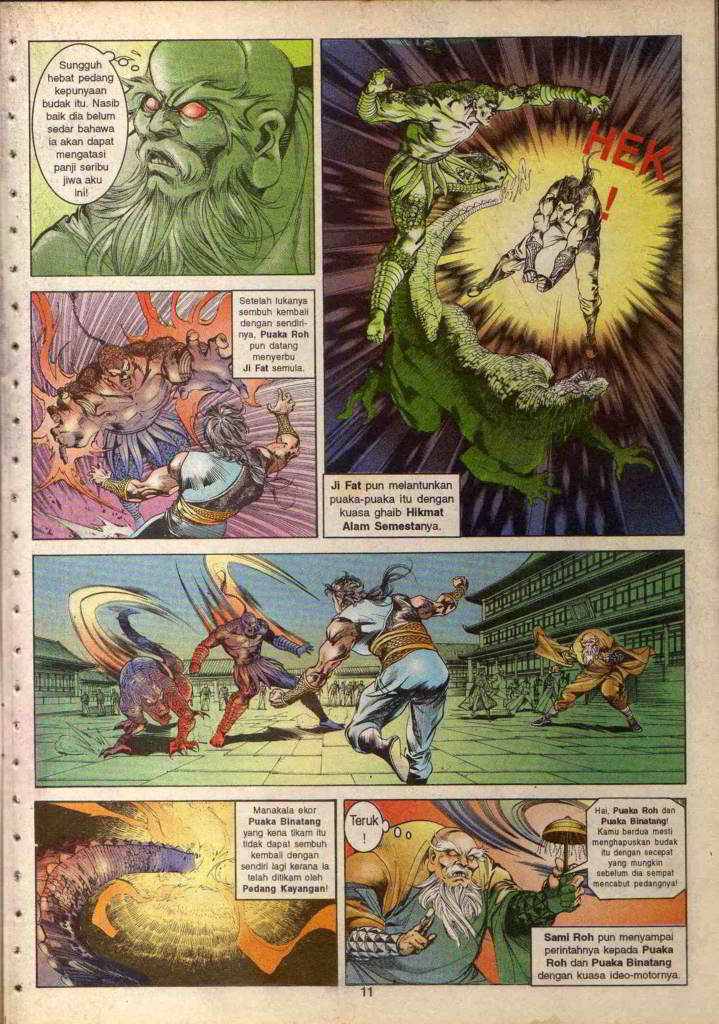 Sungguh
hebat pedang
kepunyaan
budak itu. Nasib
baik dia belum
sedar bahawa
ia akan dapat
mengatasi
panji seribu
jiwa aku
ini!
HEK
!
Setelah lukanya
sembuh kembali
dengan sendiri-
nya, Puaka Roh
pun datang
menyerbu
Ji Fat semula.
Ji Fat pun melantunkan
puaka-puaka itu dengan
kuasa ghaib Hikmat
Alam Semestanya.
Manakala ekor
Puaka Binatang
yang kena tikam itu
tidak dapat sembuh
kembali dengan
sendiri lagi kerana ia
telah ditikam oleh
Pedang Kayangan!
Teruk
!
Hai, Puaka Roh dan
Puaka Binatang!
Kamu berdua mesti
menghapuskan budak
itu dengan secepat
yang mungkin
sebelum dia sempat
mencabut pedangnya!
Sami Roh pun menyampai
perintahnya kepada Puaka
Roh dan Puaka Binatang
dengan kuasa ideo-motornya.
11